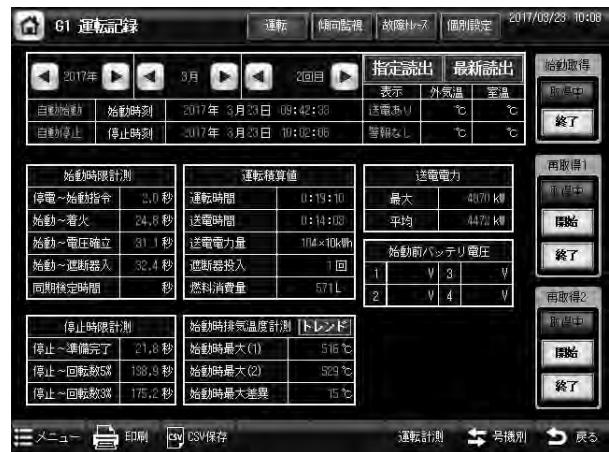 G1 運転記録 運転 傾向監視 故障トレース 個別設定 2017/03/23 10:08
2017年 3月 2回目 指定読出 最新読出
表示 外気温 室温
自動始動 始動時刻 2017年 3月23日 09:42:33 送電あり ℃ ℃
自動停止 停止時刻 2017年 3月23日 10:02:06 警報なし ℃ ℃
始動取得
取得中
終了
始動時限計測
停電~始動指令 2.0 秒
始動~着火 24.8 秒
始動~電圧確立 31.1 秒
始動~遮断器入 32.4 秒
同期検定時間 秒
運転積算値
運転時間 0:19:10
送電時間 0:14:03
送電電力量 104×10kWh
遮断器投入 1 回
燃料消費量 571 L
送電電力
最大 4870 kW
平均 4472 kW
始動前バッテリ電圧
1 V 3 V
2 V 4 V
再取得1
取得中
開始
終了
停止時限計測
停止~準備完了 21.8 秒
停止~回転数5% 138.9 秒
停止~回転数3% 175.2 秒
始動時排気温度計測 トレンド
始動時最大(1) 516 ℃
始動時最大(2) 529 ℃
始動時最大差異 15 ℃
再取得2
取得中
開始
終了
メニュー 印刷 CSV CSV保存 運転計測 号機別 戻る